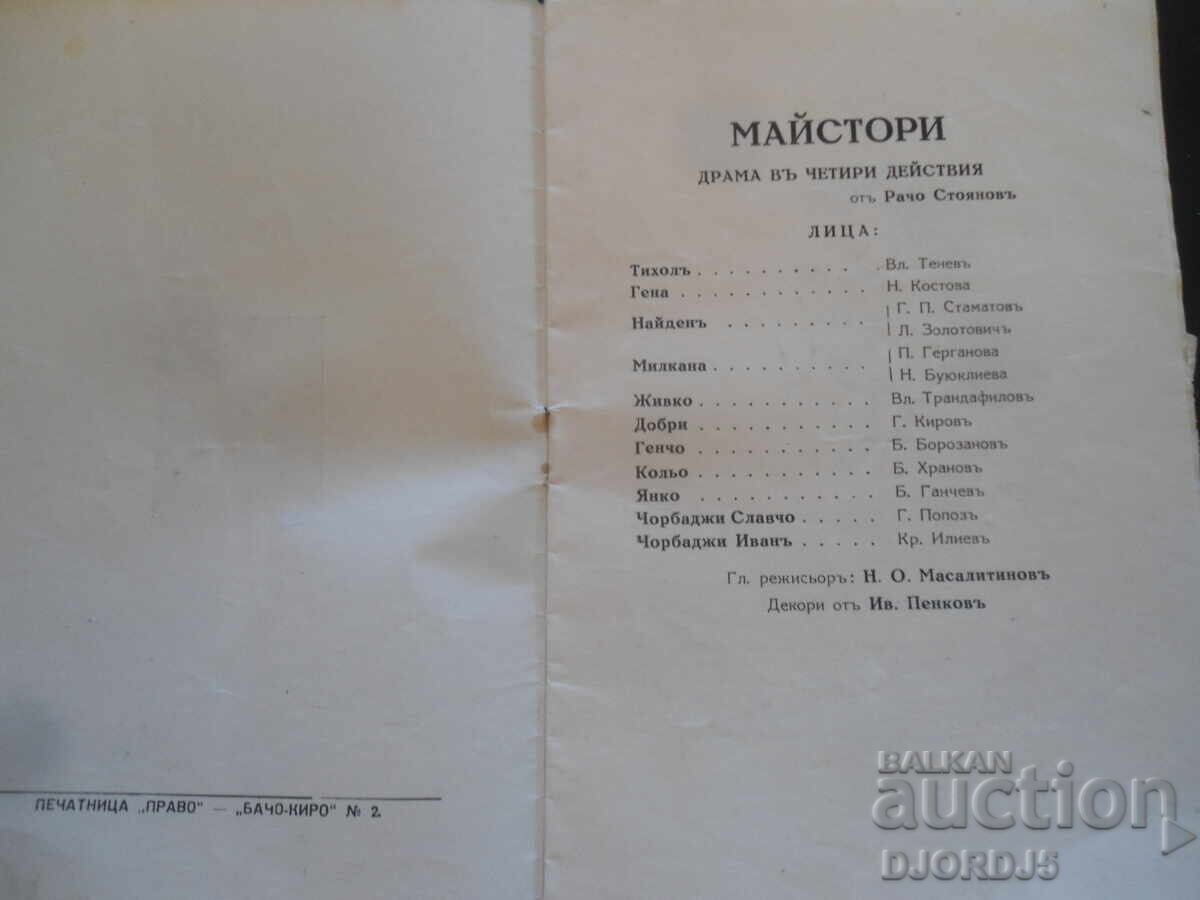 ПЕЧАТНИЦА „ПРАВО“ — „БАЧО-КИРО“ № 2.
МАЙСТОРИ
ДРАМА ВЪ ЧЕТИРИ ДЕЙСТВИЯ
отъ Рачо Стояновъ
ЛИЦА:
Тихолъ . . . . . . . . . . . Вл. Теневъ
Гена . . . . . . . . . . . . Н. Костова
Найденъ . . . . . . . . . Г. П. Стаматовъ
Л. Золотовичъ
Милкана . . . . . . . . . . П. Герганова
Н. Буюклиева
Живко . . . . . . . . . . . Вл. Трандафиловъ
Добри . . . . . . . . . . . Г. Кировъ
Генчо . . . . . . . . . . . Б. Борозановъ
Кольо . . . . . . . . . . . Б. Храновъ
Янко . . . . . . . . . . . Б. Ганчевъ
Чорбаджи Славчо . . . . . Г. Попозъ
Чорбаджи Иванъ . . . . . Кр. Илиевъ
Гл. режисьоръ: Н. О. Масалитиновъ
Декори отъ Ив. Пенковъ
BALKAN
auction
DJORDJ5